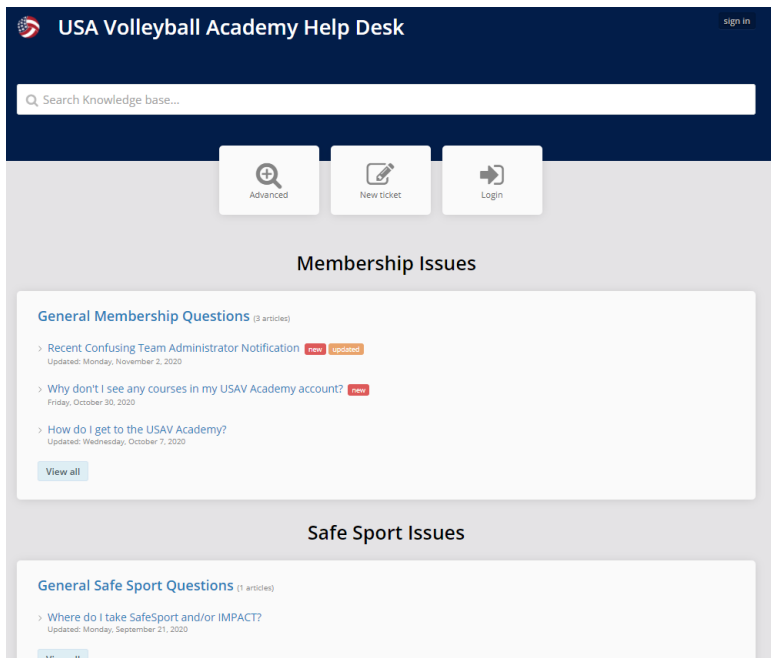 USA Volleyball Academy Help Desk
sign in
Search Knowledge base...
Advanced
New ticket
Login
Membership Issues
General Membership Questions (3 articles)
Recent Confusing Team Administrator Notification new updated
Updated: Monday, November 2, 2020
Why don't I see any courses in my USAV Academy account? new
Friday, October 30, 2020
How do I get to the USAV Academy?
Updated: Wednesday, October 7, 2020
View all
Safe Sport Issues
General Safe Sport Questions (1 articles)
Where do I take SafeSport and/or IMPACT?
Updated: Monday, September 21, 2020
View all